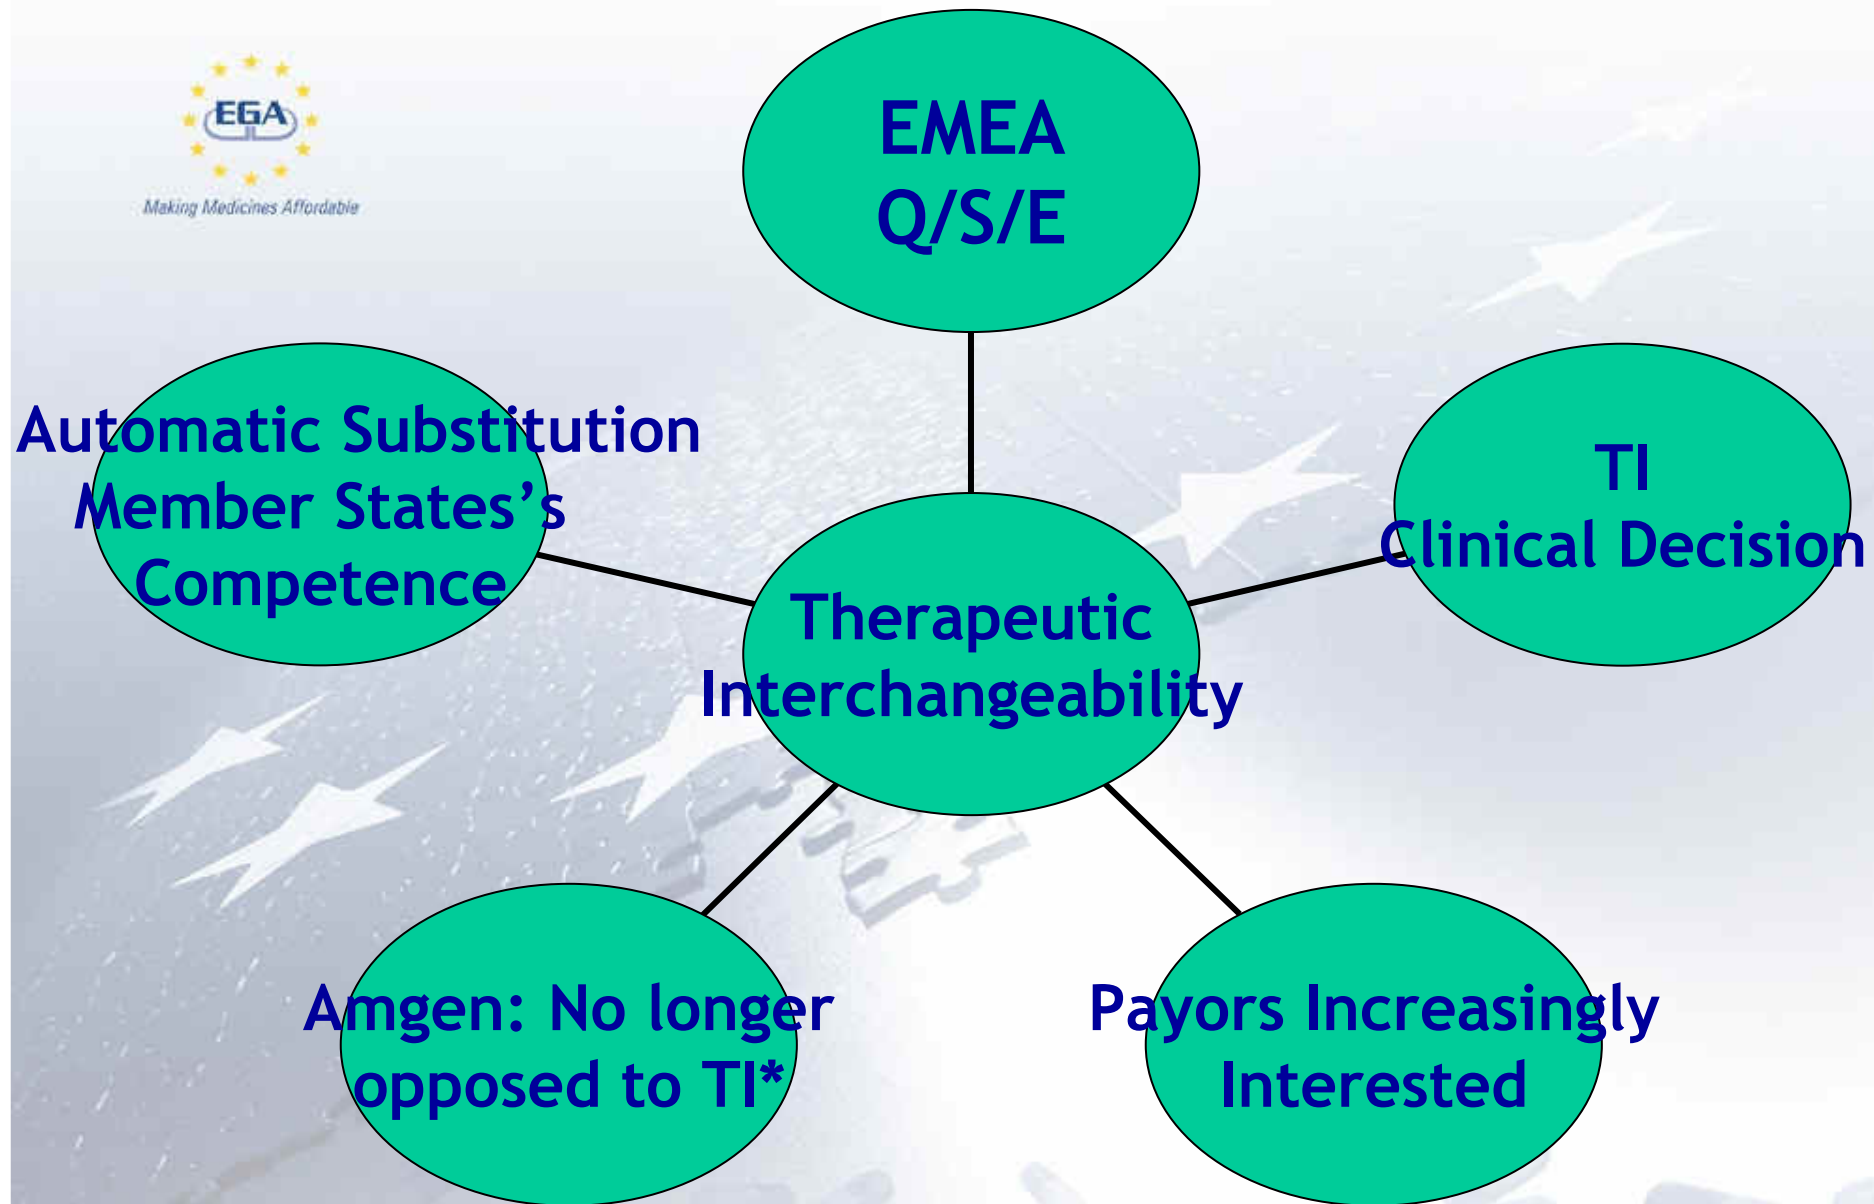 EGA
Making Medicines Affordable
EMEA
Q/S/E
Automatic Substitution
Member States’s
Competence
TI
Clinical Decision
Therapeutic
Interchangeability
Amgen: No longer
opposed to TI*
Payors Increasingly
Interested